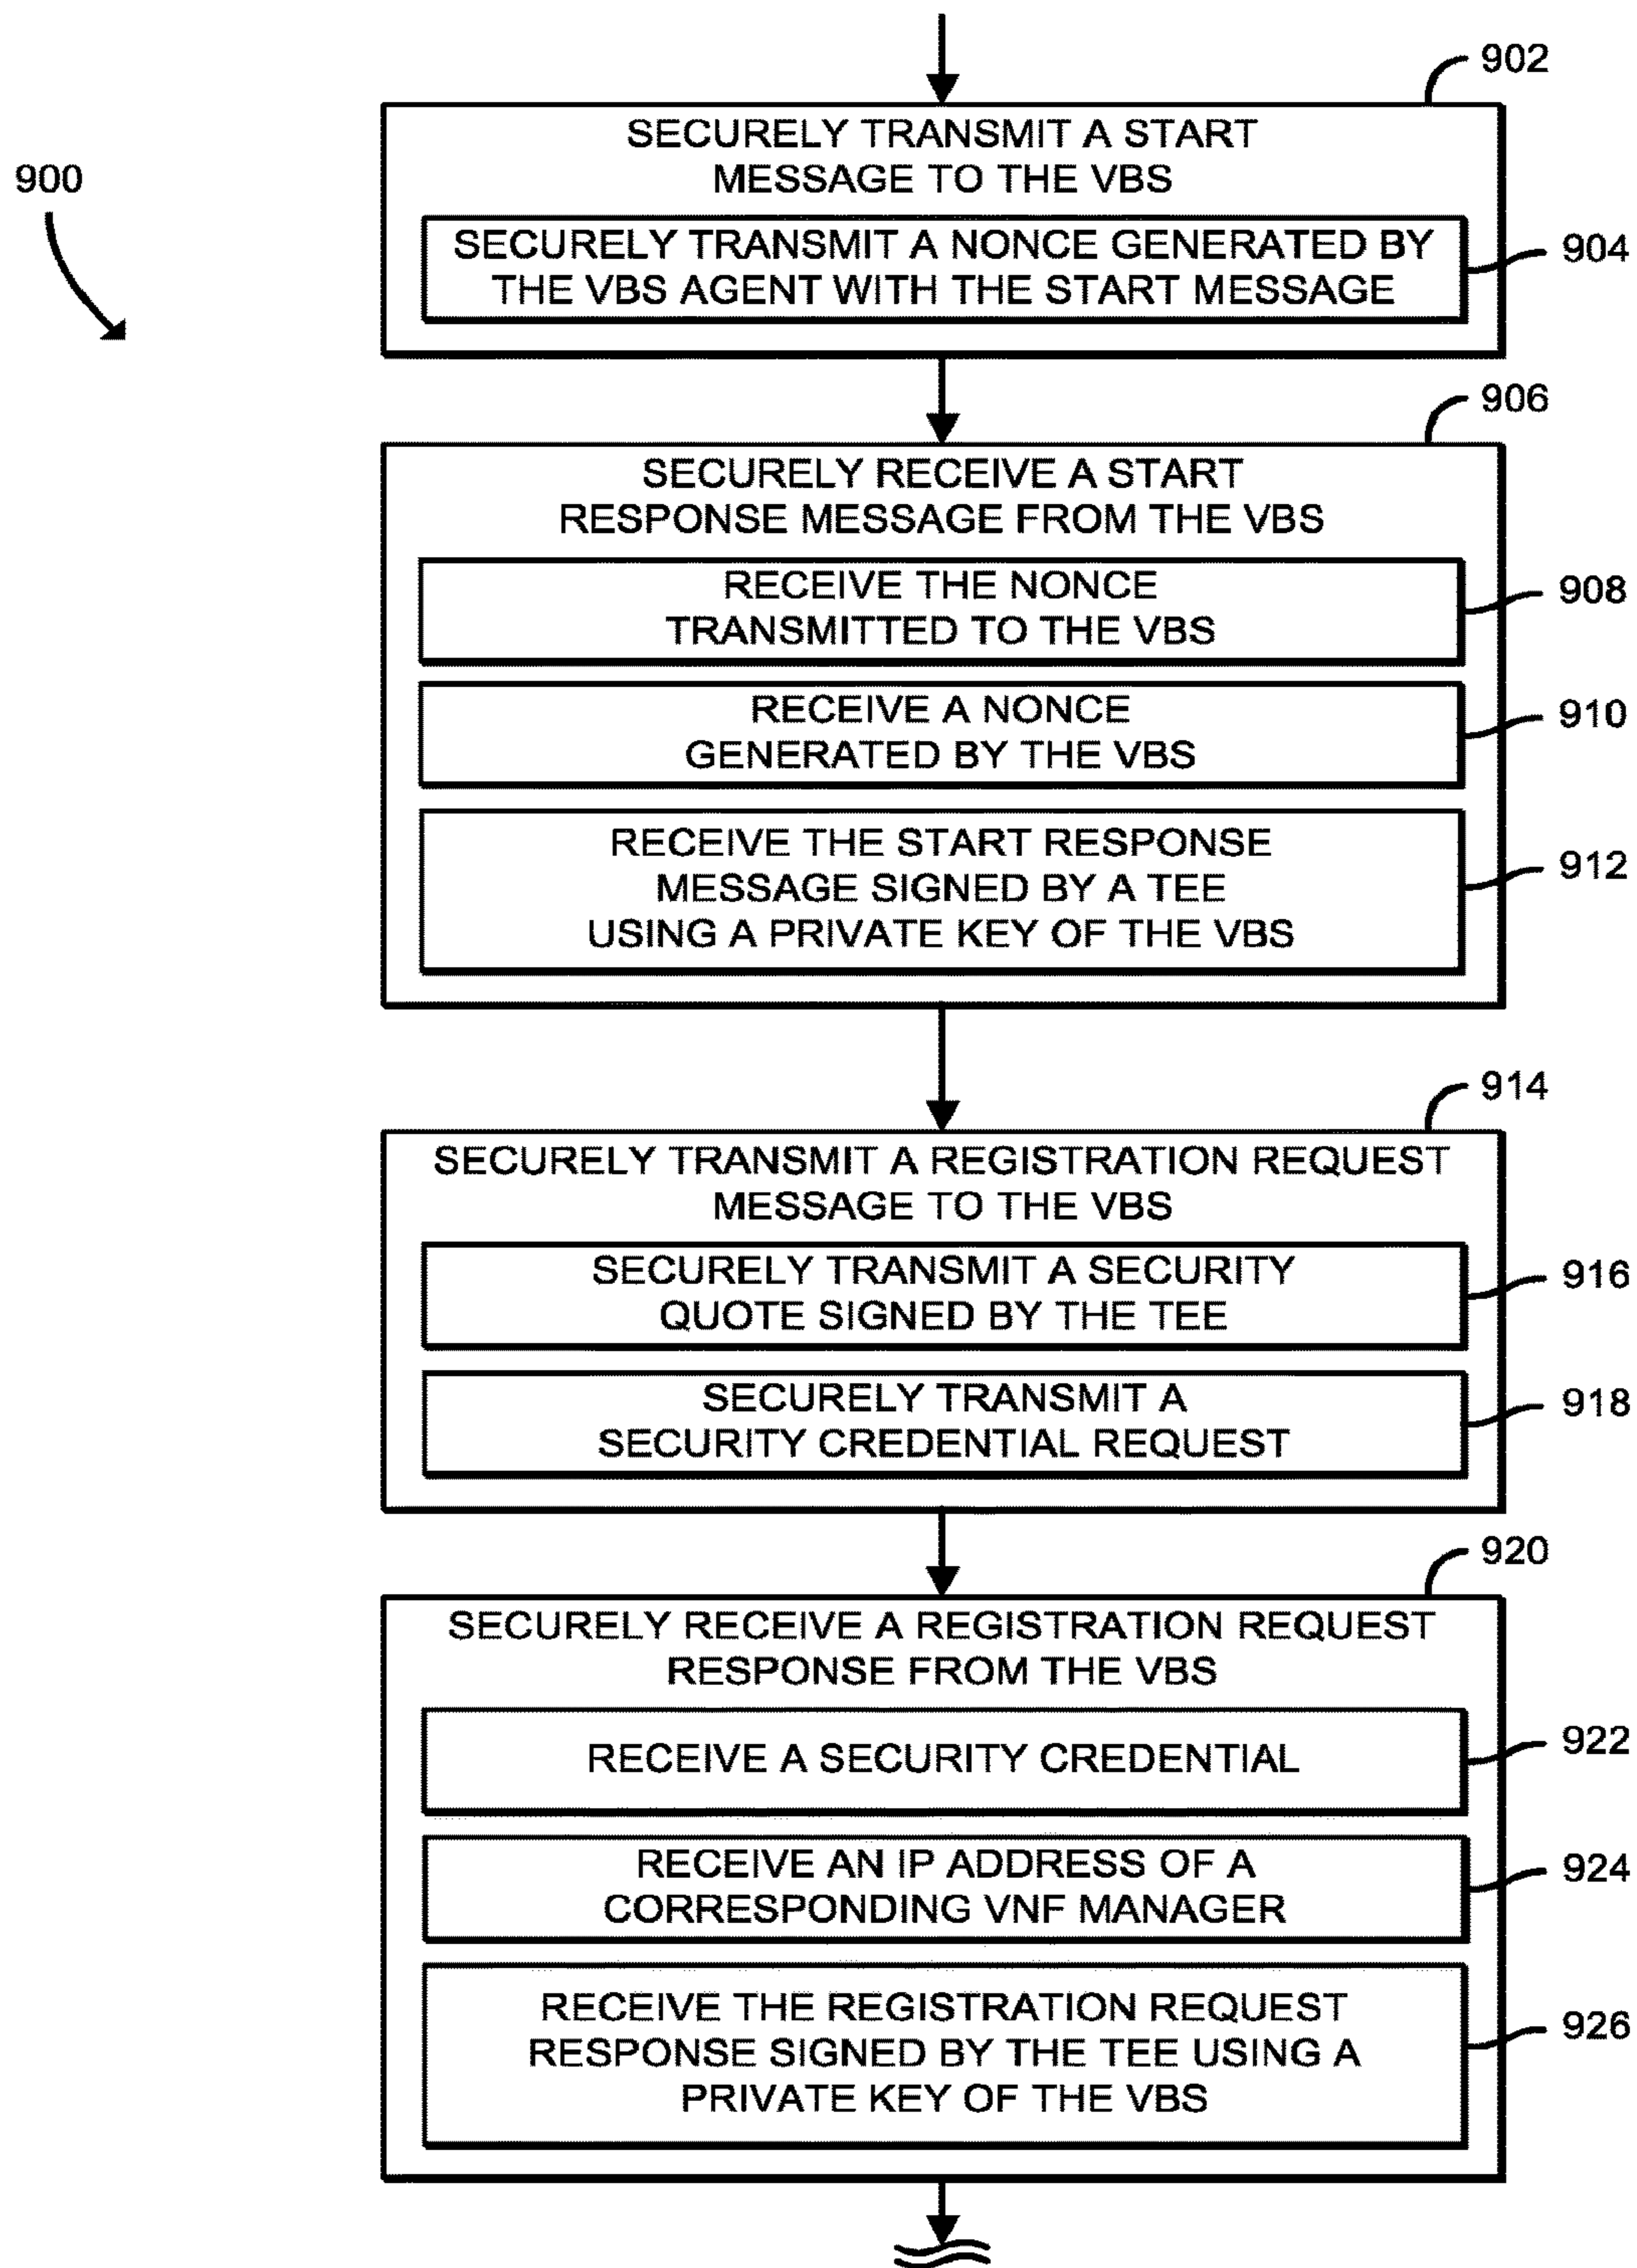 902
SECURELY TRANSMIT A START
MESSAGE TO THE VBS
900
SECURELY TRANSMIT A NONCE GENERATED BY
THE VBS AGENT WITH THE START MESSAGE
904
906
SECURELY RECEIVE A START
RESPONSE MESSAGE FROM THE VBS
RECEIVE THE NONCE
TRANSMITTED TO THE VBS
908
RECEIVE A NONCE
GENERATED BY THE VBS
910
RECEIVE THE START RESPONSE
MESSAGE SIGNED BY A TEE
USING A PRIVATE KEY OF THE VBS
912
914
SECURELY TRANSMIT A REGISTRATION REQUEST
MESSAGE TO THE VBS
SECURELY TRANSMIT A SECURITY
QUOTE SIGNED BY THE TEE
916
SECURELY TRANSMIT A
SECURITY CREDENTIAL REQUEST
918
920
SECURELY RECEIVE A REGISTRATION REQUEST
RESPONSE FROM THE VBS
RECEIVE A SECURITY CREDENTIAL
922
RECEIVE AN IP ADDRESS OF A
CORRESPONDING VNF MANAGER
924
RECEIVE THE REGISTRATION REQUEST
RESPONSE SIGNED BY THE TEE USING A
PRIVATE KEY OF THE VBS
926